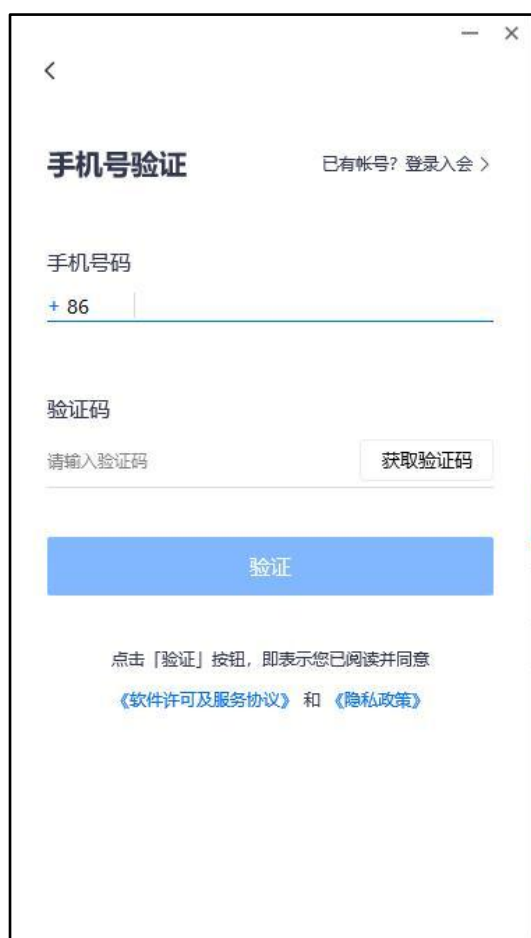 手机号验证
已有帐号？登录入会 >
手机号码
+ 86
验证码
请输入验证码
获取验证码
验证
点击「验证」按钮，即表示您已阅读并同意
《软件许可及服务协议》 和 《隐私政策》